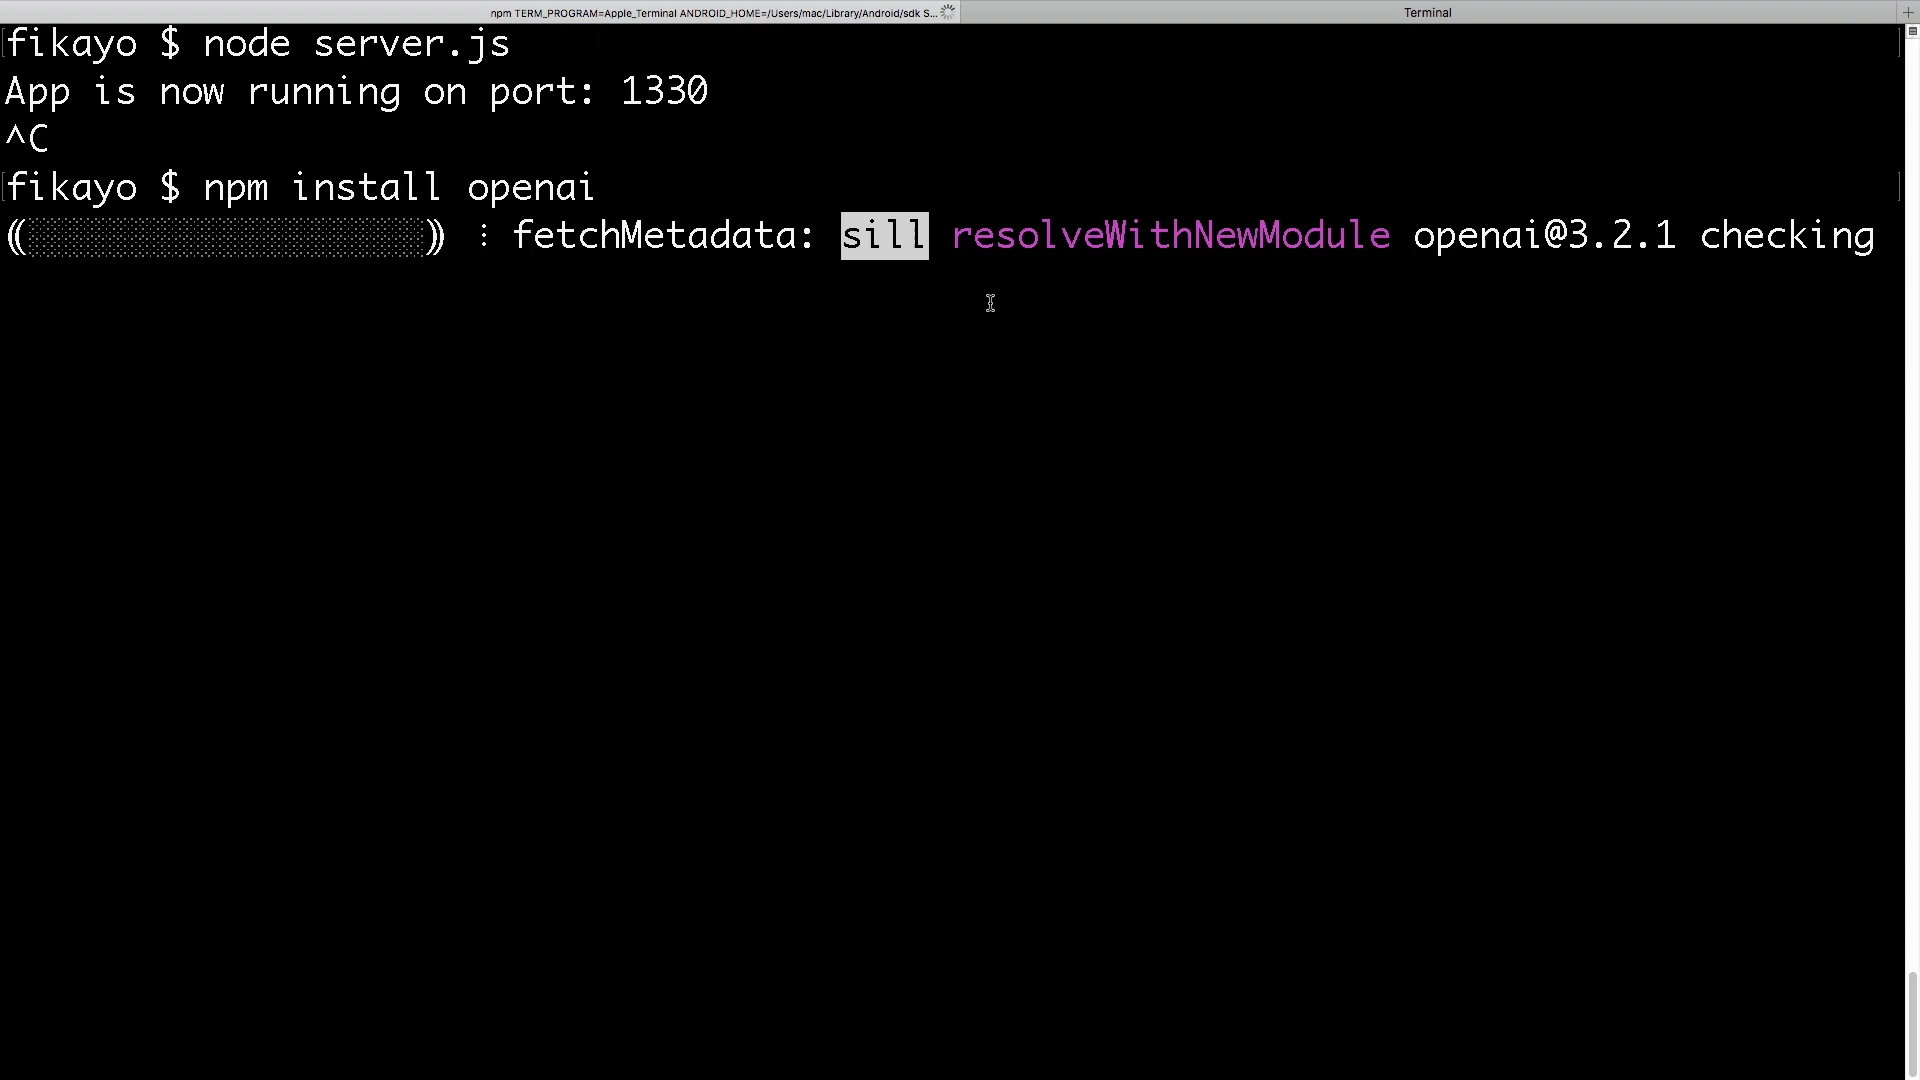 npm TERM_PROGRAM=Apple_Terminal ANDROID_HOME=/Users/mac/Library/Android/sdk S... Terminal +
fikayo $ node server.js
App is now running on port: 1330
^C
fikayo $ npm install openai
(░░░░░░░░░░░░░░░░░░) ⸽ fetchMetadata: sill resolveWithNewModule openai@3.2.1 checking